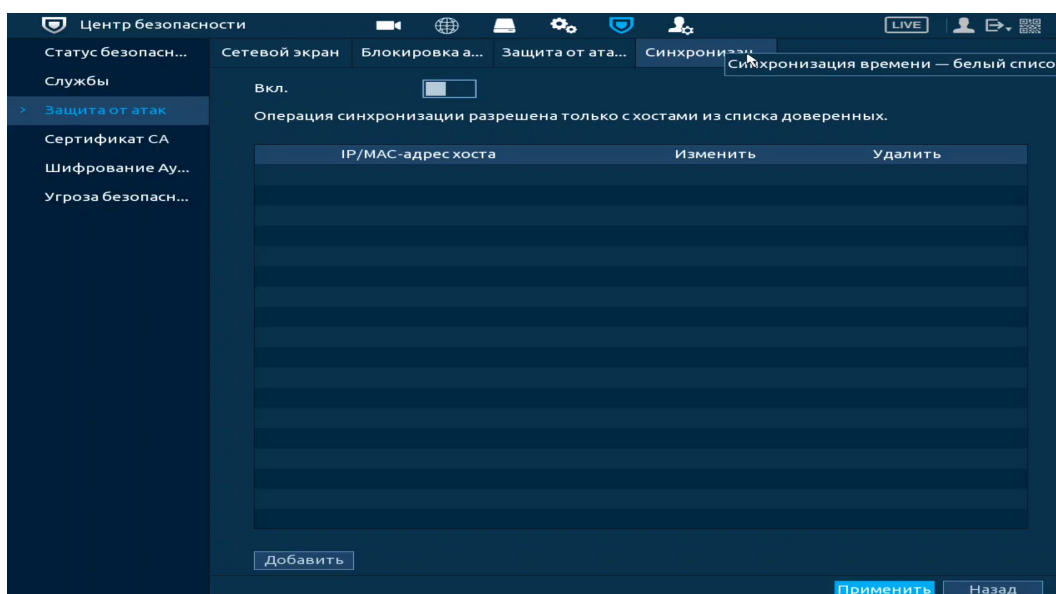 Центр безопасности
LIVE
Статус безопасн...
Службы
Защита от атак
Сертификат CA
Шифрование Ау...
Угроза безопасн...
Сетевой экран
Блокировка а...
Защита от ата...
Синхронизац...
Синхронизация времени — белый списо
Вкл.
Операция синхронизации разрешена только с хостами из списка доверенных.
IP/MAC-адрес хоста
Изменить
Удалить
Добавить
Применить
Назад